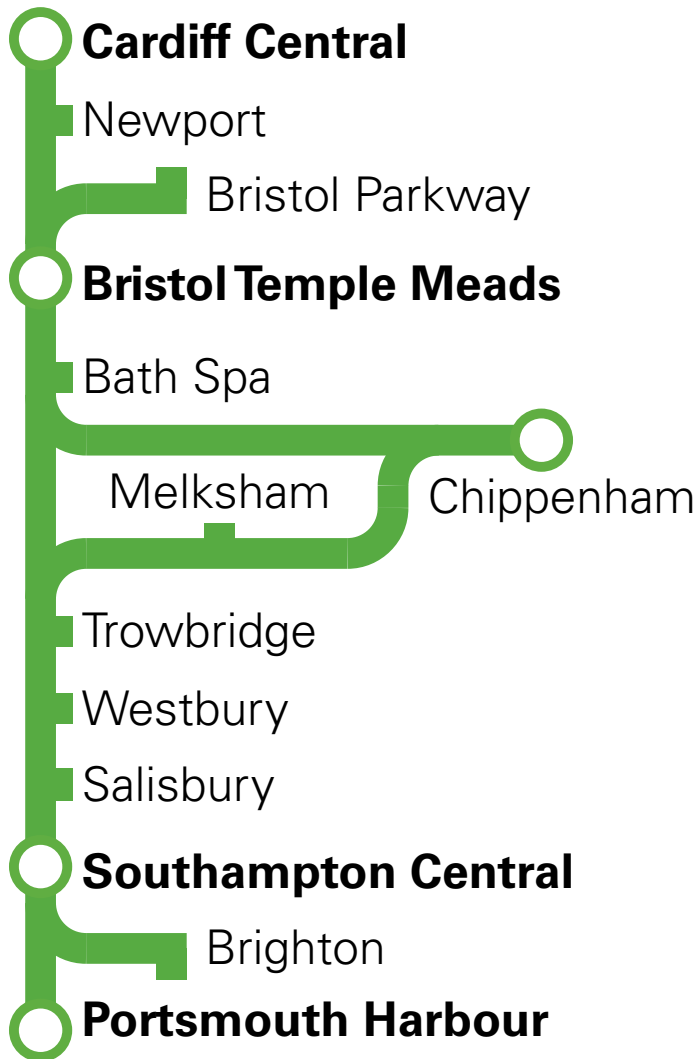 Cardiff Central
Newport
Bristol Parkway
Bristol Temple Meads
Bath Spa
Melksham
Chippenham
Trowbridge
Westbury
Salisbury
Southampton Central
Brighton
Portsmouth Harbour